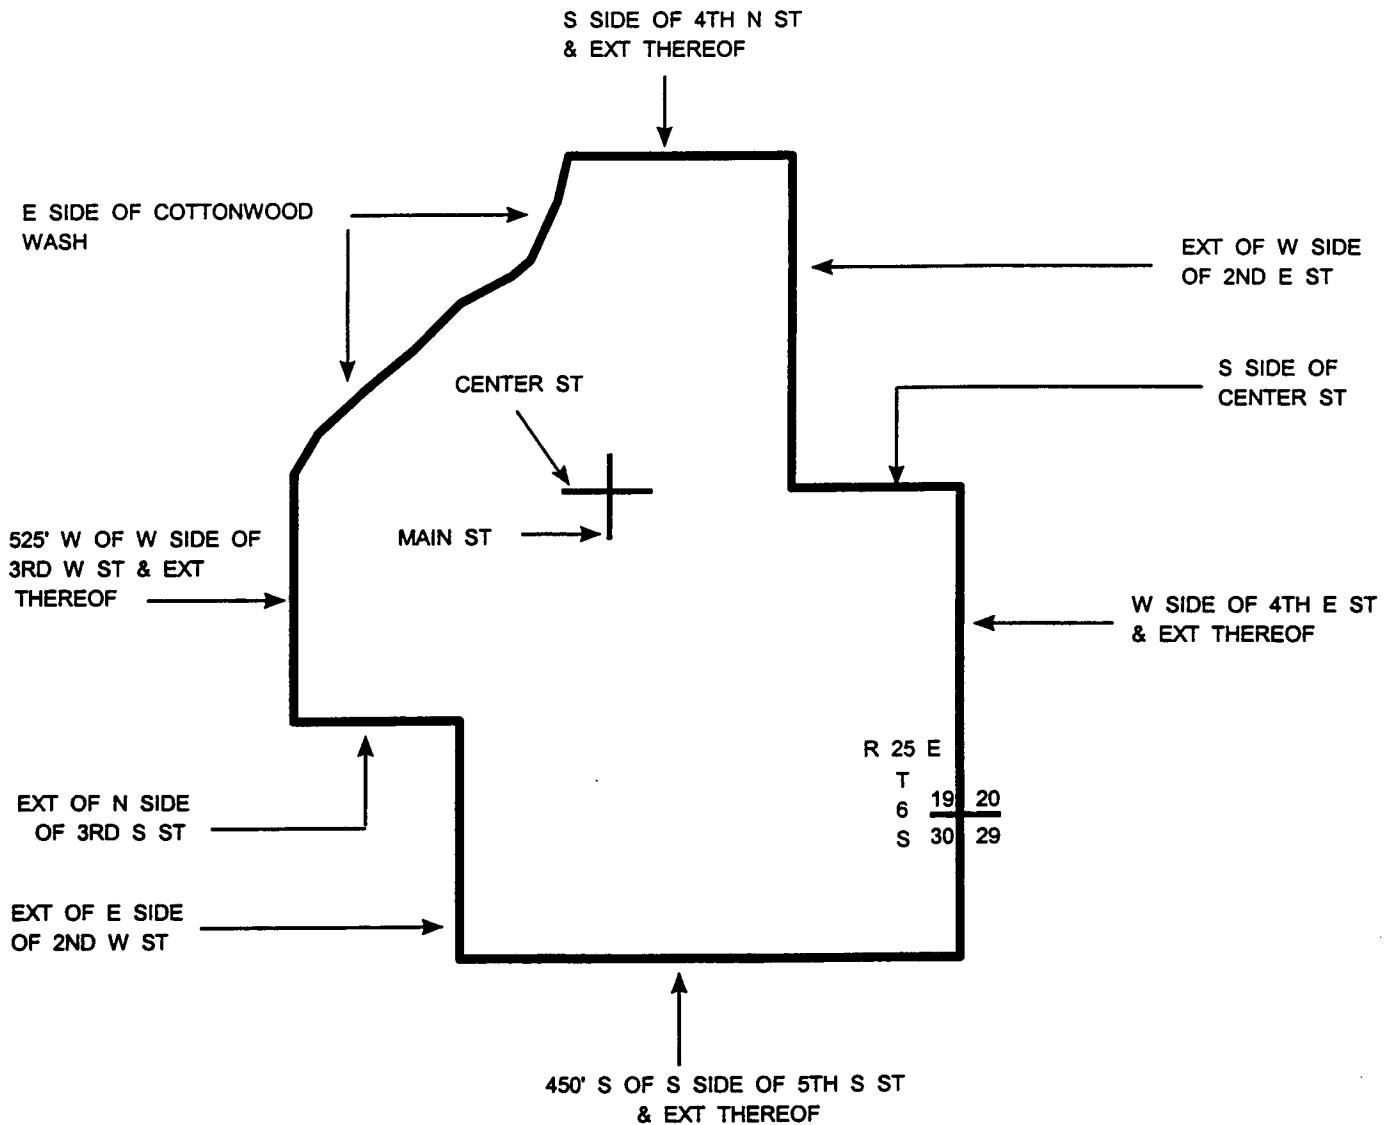 S SIDE OF 4TH N ST
& EXT THEREOF
E SIDE OF COTTONWOOD
WASH
EXT OF W SIDE
OF 2ND E ST
S SIDE OF
CENTER ST
CENTER ST
MAIN ST
525' W OF W SIDE OF
3RD W ST & EXT
THEREOF
W SIDE OF 4TH E ST
& EXT THEREOF
R 25 E
T
6
S
19 20
30 29
EXT OF N SIDE
OF 3RD S ST
EXT OF E SIDE
OF 2ND W ST
450' S OF S SIDE OF 5TH S ST
& EXT THEREOF